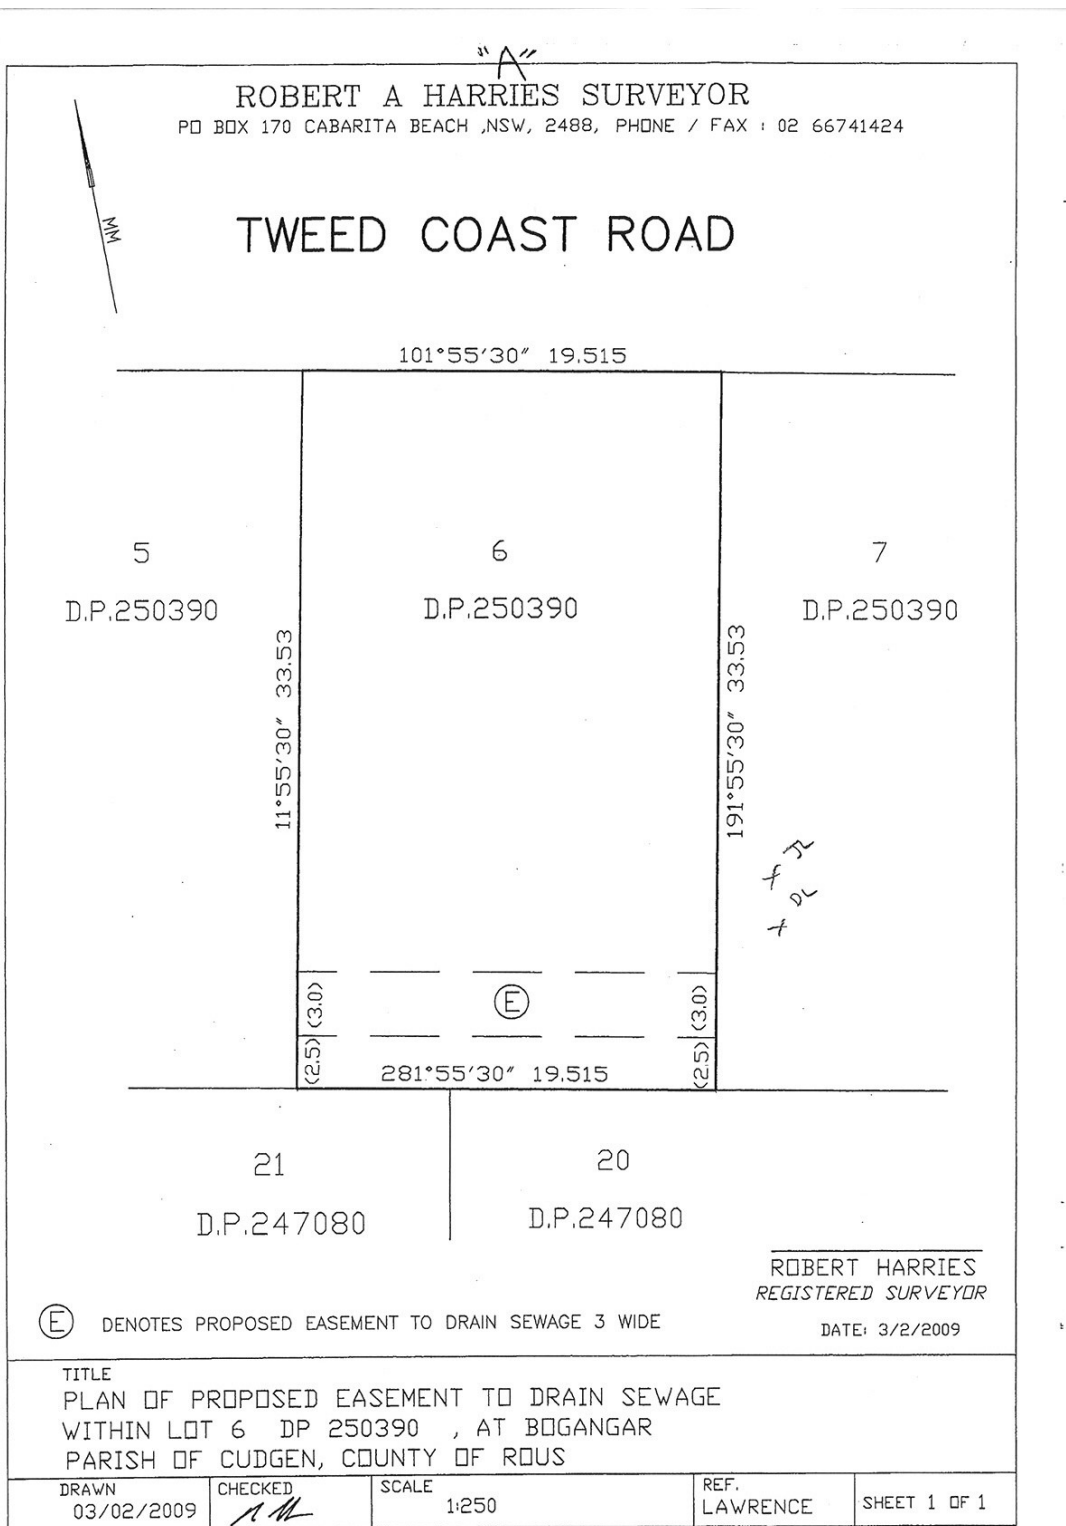 "A"
ROBERT A HARRIES SURVEYOR
PO BOX 170 CABARITA BEACH ,NSW, 2488, PHONE / FAX : 02 66741424
MM
TWEED COAST ROAD
101°55'30" 19.515
5
D.P.250390
6
D.P.250390
7
D.P.250390
11°55'30" 33.53
191°55'30" 33.53
JL
DL
(3.0)
E
(3.0)
(2.5)
281°55'30" 19.515
(2.5)
21
D.P.247080
20
D.P.247080
ROBERT HARRIES
REGISTERED SURVEYOR
DATE: 3/2/2009
E DENOTES PROPOSED EASEMENT TO DRAIN SEWAGE 3 WIDE
TITLE
PLAN OF PROPOSED EASEMENT TO DRAIN SEWAGE
WITHIN LOT 6 DP 250390 , AT BOGANGAR
PARISH OF CUDGEN, COUNTY OF ROUS
DRAWN
03/02/2009
CHECKED
SCALE
1:250
REF.
LAWRENCE
SHEET 1 OF 1